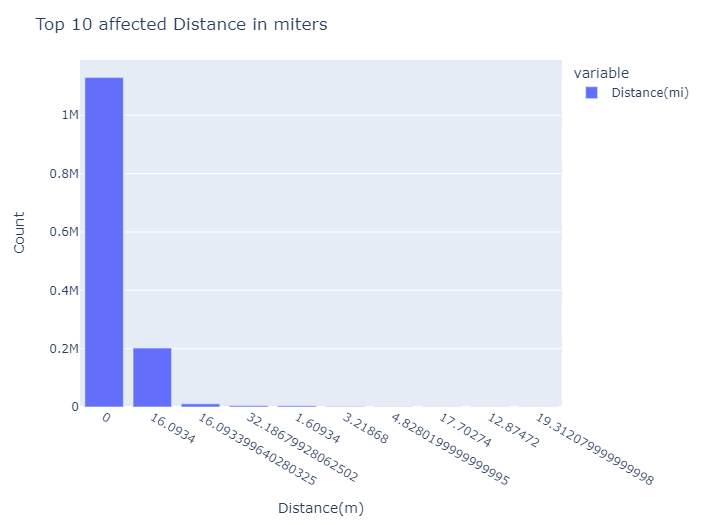 Top 10 affected Distance in miters
variable
Distance(mi)
1M
0.8M
0.6M
0.4M
0.2M
0
Count
0
16.0934
16.093399640280325
32.18679928062502
1.60934
3.21868
4.8280199999999995
17.70274
12.87472
19.312079999999998
Distance(m)